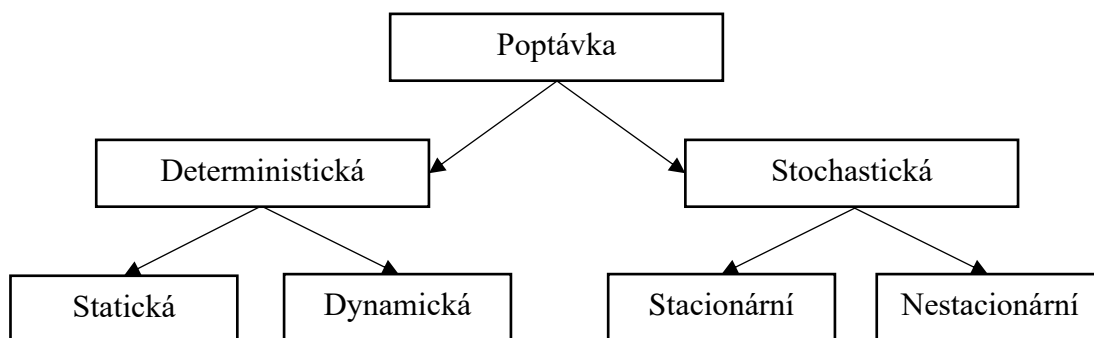 Poptávka
Deterministická
Stochastická
Statická
Dynamická
Stacionární
Nestacionární